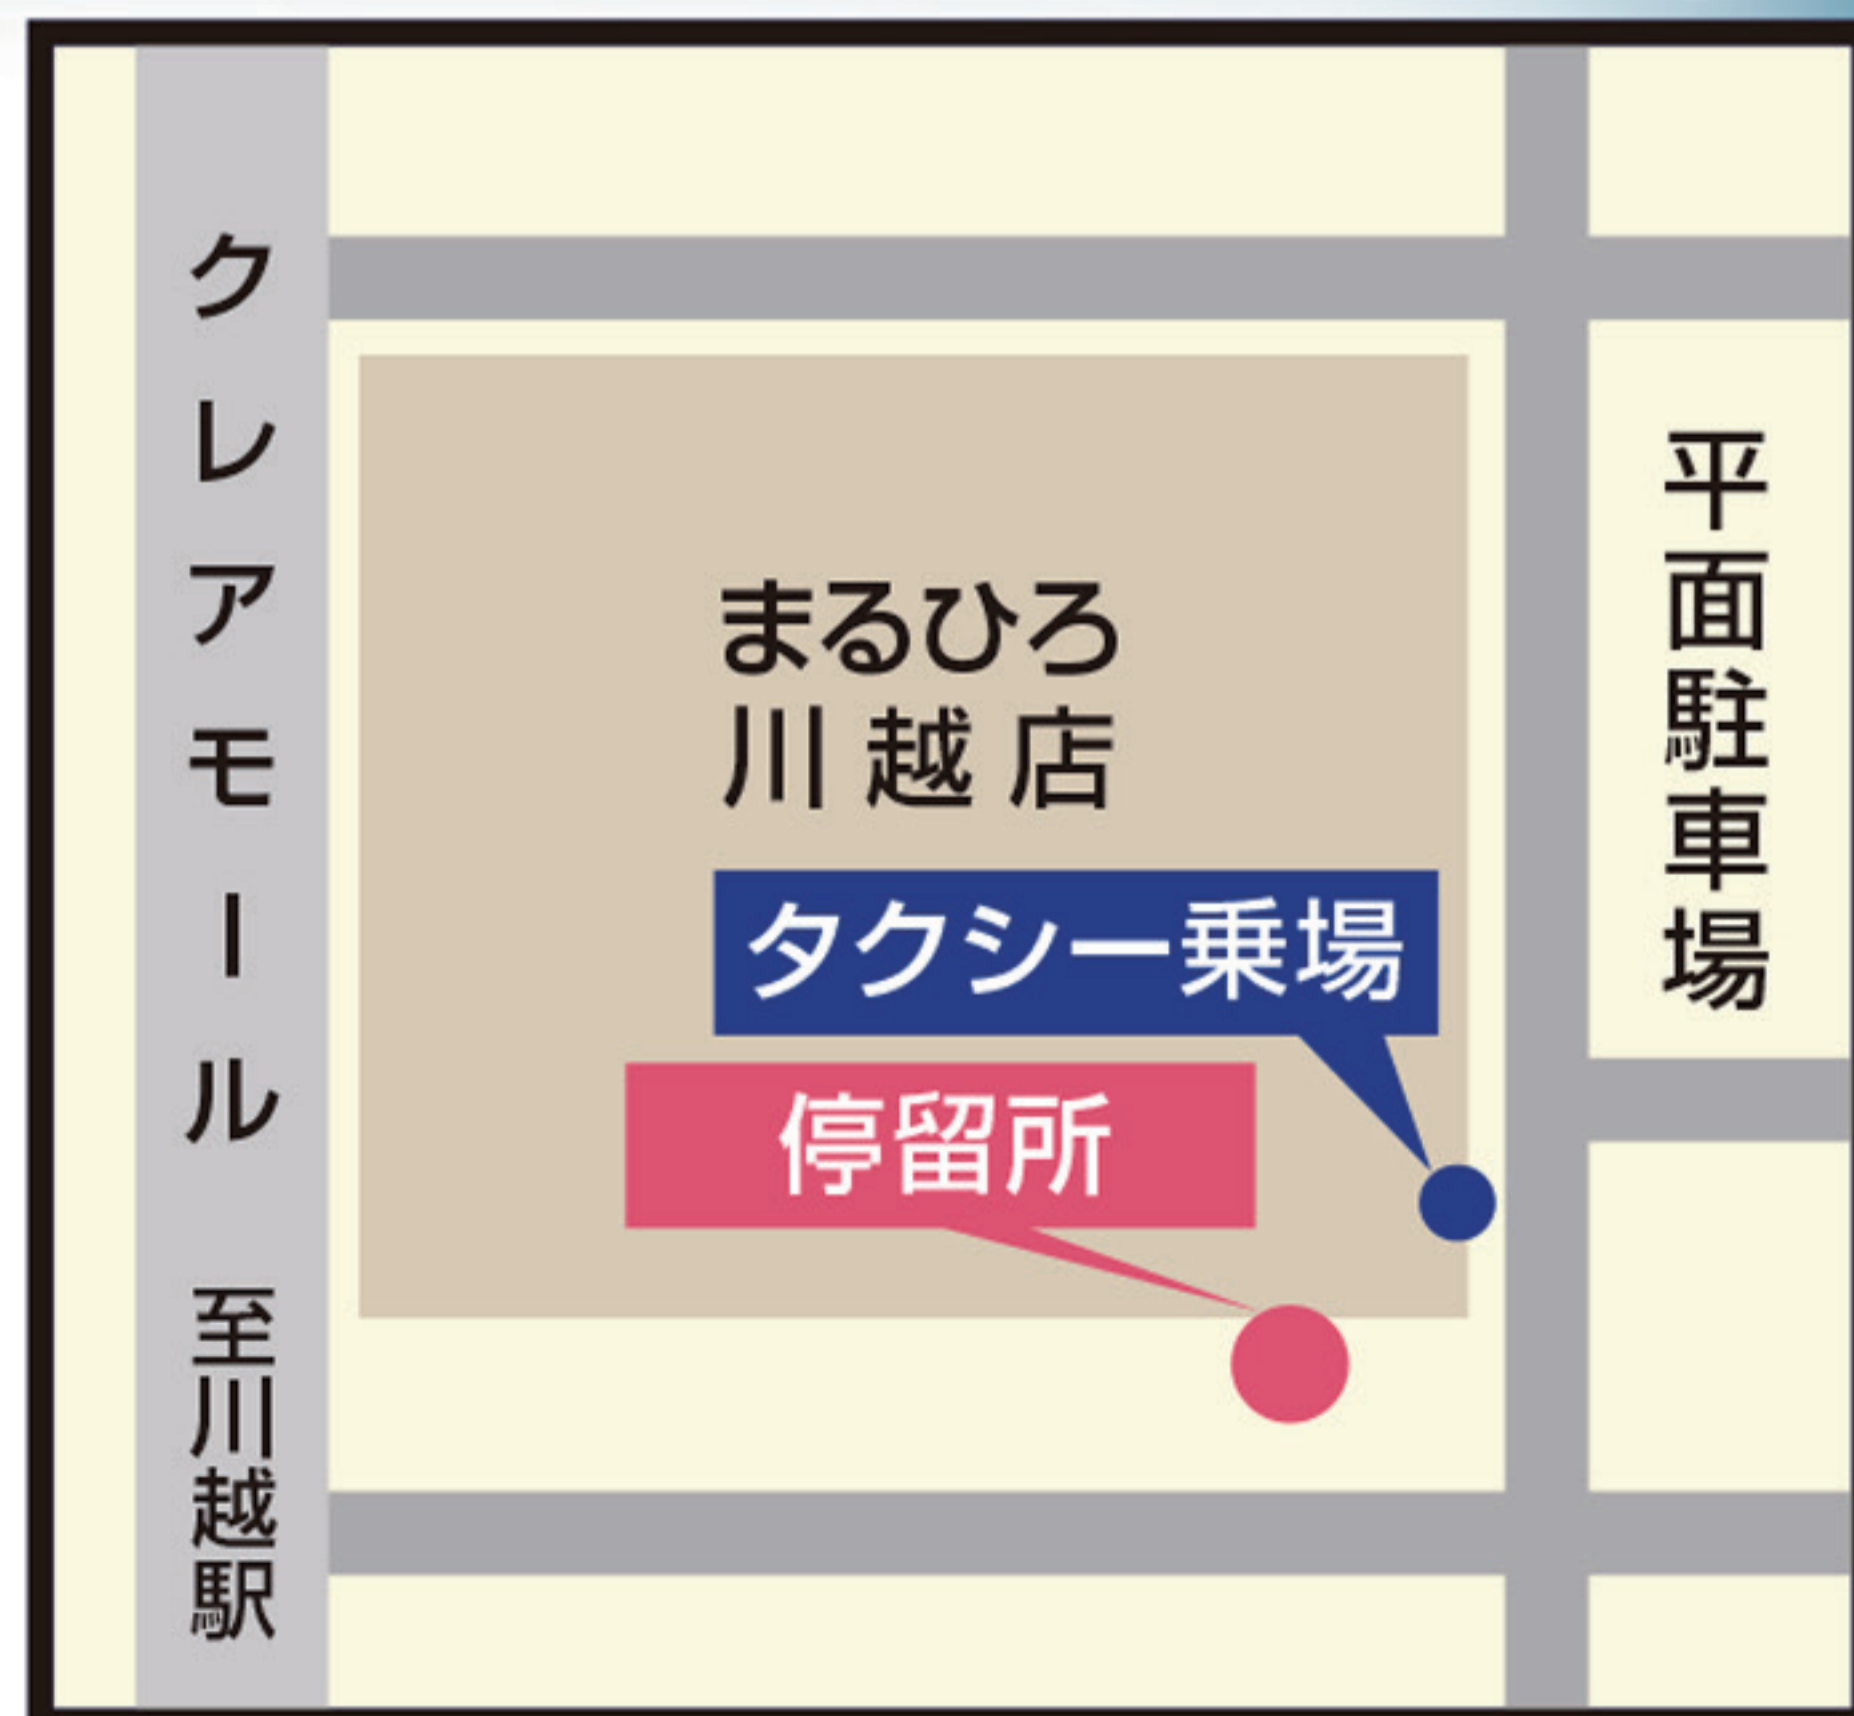 クレアモール 至川越駅
まるひろ
川越店
タクシー乗場
停留所
平面駐車場